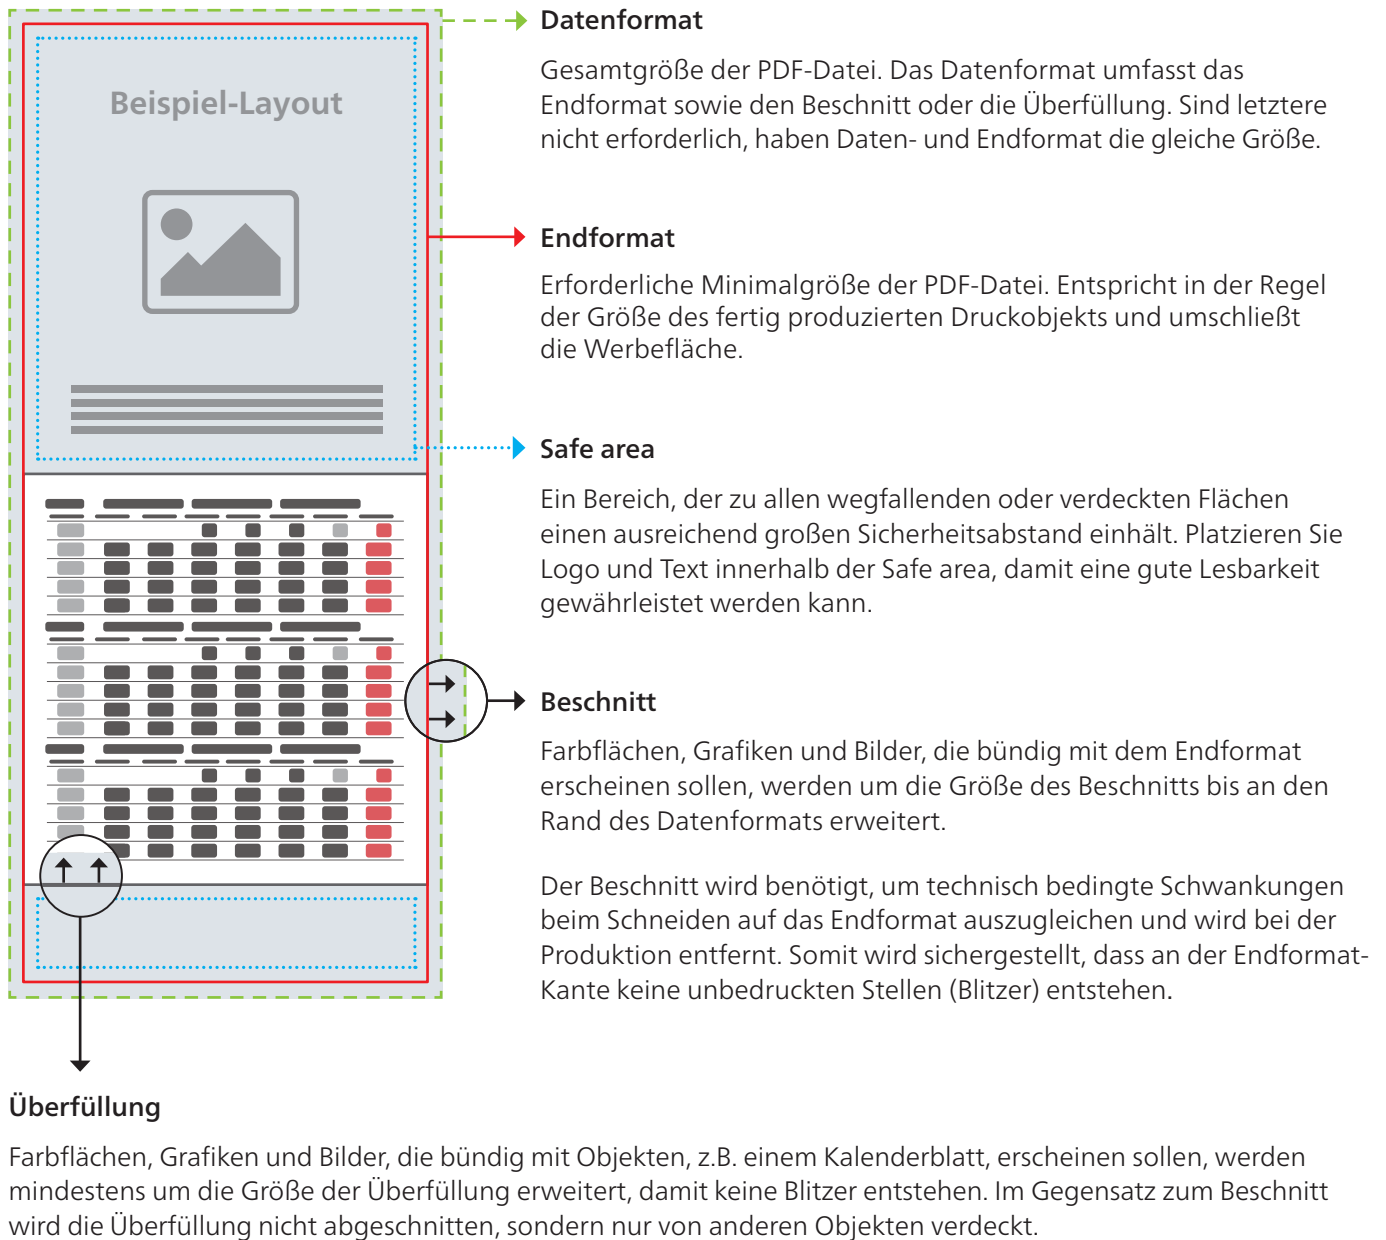 Beispiel-Layout
Datenformat
Gesamtgröße der PDF-Datei. Das Datenformat umfasst das
Endformat sowie den Beschnitt oder die Überfüllung. Sind letztere
nicht erforderlich, haben Daten- und Endformat die gleiche Größe.
Endformat
Erforderliche Minimalgröße der PDF-Datei. Entspricht in der Regel
der Größe des fertig produzierten Druckobjekts und umschließt
die Werbefläche.
Safe area
Ein Bereich, der zu allen wegfallenden oder verdeckten Flächen
einen ausreichend großen Sicherheitsabstand einhält. Platzieren Sie
Logo und Text innerhalb der Safe area, damit eine gute Lesbarkeit
gewährleistet werden kann.
Beschnitt
Farbflächen, Grafiken und Bilder, die bündig mit dem Endformat
erscheinen sollen, werden um die Größe des Beschnitts bis an den
Rand des Datenformats erweitert.
Der Beschnitt wird benötigt, um technisch bedingte Schwankungen
beim Schneiden auf das Endformat auszugleichen und wird bei der
Produktion entfernt. Somit wird sichergestellt, dass an der Endformat-
Kante keine unbedruckten Stellen (Blitzer) entstehen.
Überfüllung
Farbflächen, Grafiken und Bilder, die bündig mit Objekten, z.B. einem Kalenderblatt, erscheinen sollen, werden
mindestens um die Größe der Überfüllung erweitert, damit keine Blitzer entstehen. Im Gegensatz zum Beschnitt
wird die Überfüllung nicht abgeschnitten, sondern nur von anderen Objekten verdeckt.